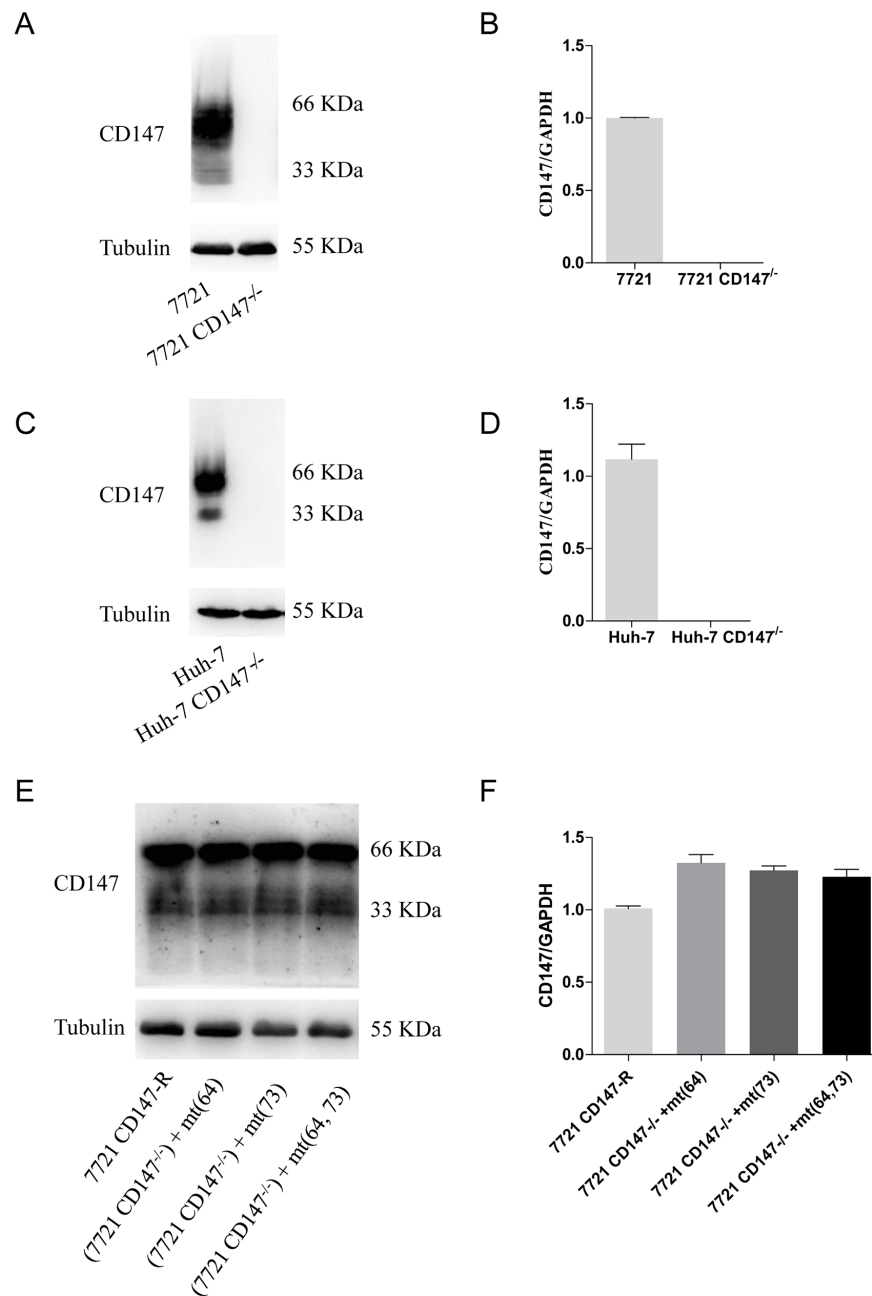 A
CD147
66 KDa
33 KDa
Tubulin
55 KDa
7721
7721 CD147-/-
B
CD147/GAPDH
1.5
1.0
0.5
0.0
7721
7721 CD147/-
C
CD147
66 KDa
33 KDa
Tubulin
55 KDa
Huh-7
Huh-7 CD147-/-
D
CD147/GAPDH
1.5
1.0
0.5
0.0
Huh-7
Huh-7 CD147/-
E
CD147
66 KDa
33 KDa
Tubulin
55 KDa
7721 CD147-R
(7721 CD147-/-) + mt(64)
(7721 CD147-/-) + mt(73)
(7721 CD147-/-) + mt(64, 73)
F
CD147/GAPDH
1.5
1.0
0.5
0.0
7721 CD147-R
7721 CD147-/- +mt(64)
7721 CD147-/- +mt(73)
7721 CD147-/- +mt(64,73)